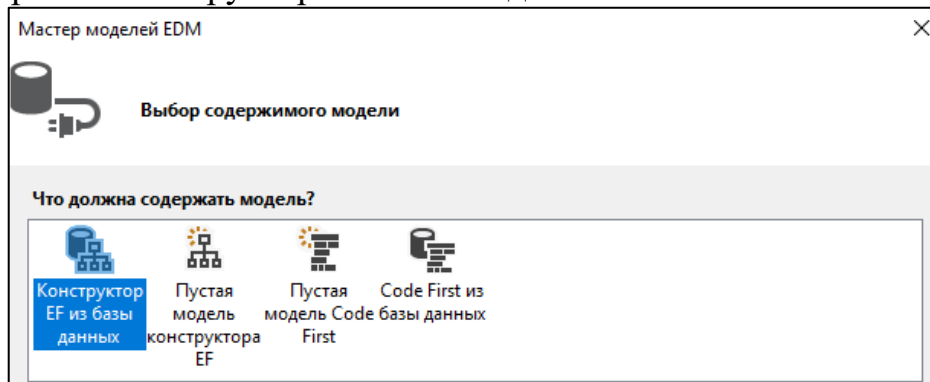 Мастер моделей EDM
Выбор содержимого модели
Что должна содержать модель?
Конструктор
EF из базы
данных
Пустая
модель
конструктора
EF
Пустая
модель Code
First
Code First из
базы данных